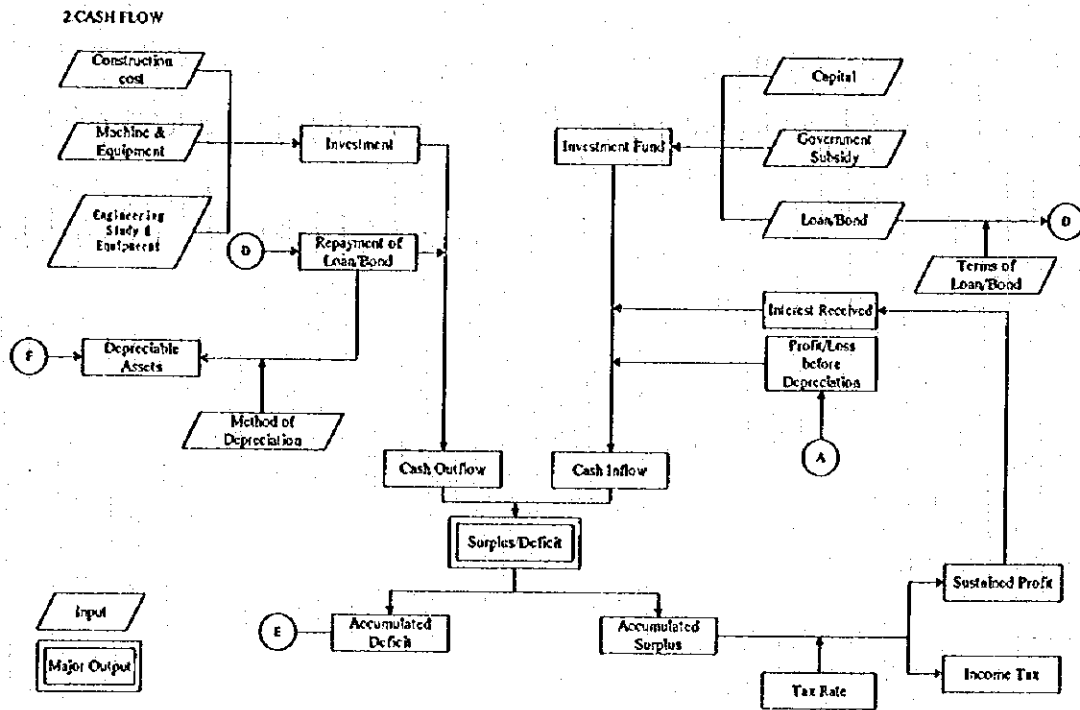 2.CASH FLOW
Construction
cost
Machine &
Equipment
Engineering
Study &
Equipment
Investment
D
Repayment of
Loan/Bond
F
Depreciable
Assets
Method of
Depreciation
Capital
Investment Fund
Government
Subsidy
Loan/Bond
D
Terms of
Loan/Bond
Interest Received
Profit/Loss
before
Depreciation
A
Cash Outflow
Cash Inflow
Surplus/Deficit
E
Accumulated
Deficit
Accumulated
Surplus
Tax Rate
Sustained Profit
Income Tax
Input
Major Output